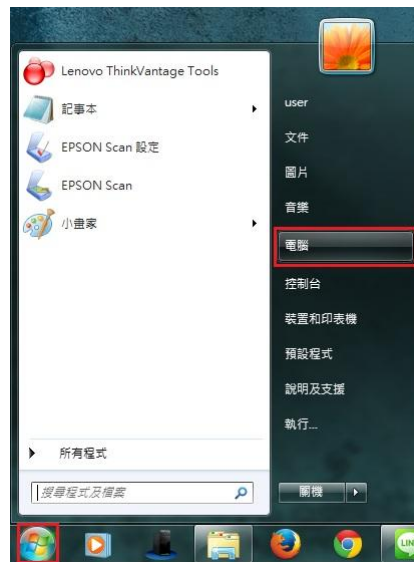 Lenovo ThinkVantage Tools
記事本
EPSON Scan 設定
EPSON Scan
小畫家
所有程式
搜尋程式及檔案
user
文件
圖片
音樂
電腦
控制台
裝置和印表機
預設程式
說明及支援
執行...
關機
LIN